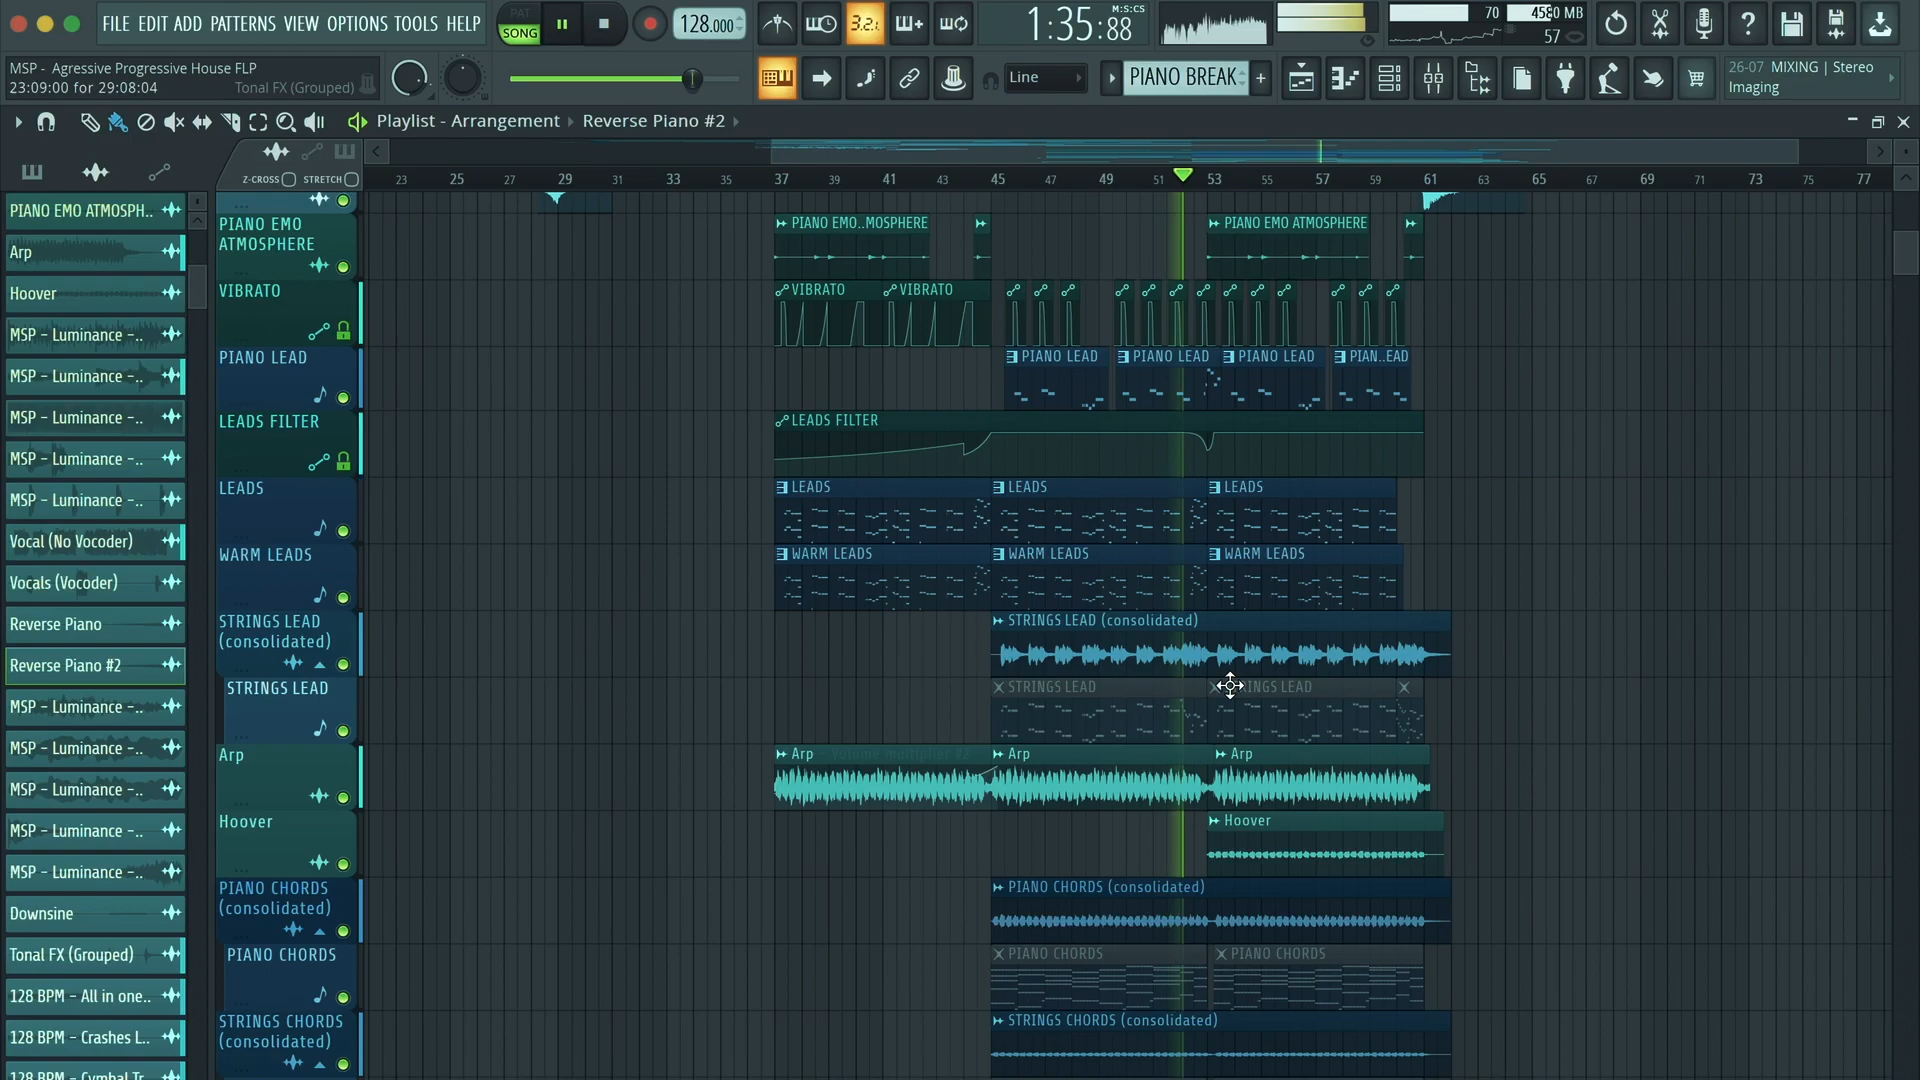 FILE EDIT ADD PATTERNS VIEW OPTIONS TOOLS HELP
PAT
SONG
128.000
3.2.
1:35:88
M:S:CS
70
4580 MB
57
MSP - Agressive Progressive House FLP
23:09:00 for 29:08:04
Tonal FX (Grouped)
Line
PIANO BREAK
26-07 MIXING | Stereo
Imaging
Playlist - Arrangement
Reverse Piano #2
Z-CROSS
STRETCH
23 25 27 29 31 33 35 37 39 41 43 45 47 49 51 53 55 57 59 61 63 65 67 69 71 73 75 77
PIANO EMO ATMOSPH..
Arp
Hoover
MSP - Luminance -..
MSP - Luminance -..
MSP - Luminance -..
MSP - Luminance -..
MSP - Luminance -..
Vocal (No Vocoder)
Vocals (Vocoder)
Reverse Piano
Reverse Piano #2
MSP - Luminance -..
MSP - Luminance -..
MSP - Luminance -..
MSP - Luminance -..
MSP - Luminance -..
Downsine
Tonal FX (Grouped)
128 BPM - All in one..
128 BPM - Crashes L..
128 BPM - Cymbal Tr..
PIANO EMO
ATMOSPHERE
PIANO EMO..MOSPHERE
PIANO EMO ATMOSPHERE
VIBRATO
VIBRATO
VIBRATO
PIANO LEAD
PIANO LEAD
PIANO LEAD
PIANO LEAD
PIAN..EAD
LEADS FILTER
LEADS FILTER
LEADS
LEADS
LEADS
LEADS
WARM LEADS
WARM LEADS
WARM LEADS
WARM LEADS
STRINGS LEAD
(consolidated)
STRINGS LEAD (consolidated)
STRINGS LEAD
STRINGS LEAD
INGS LEAD
Arp
Arp
Volume multiplier #2
Arp
Arp
Hoover
Hoover
PIANO CHORDS
(consolidated)
PIANO CHORDS (consolidated)
PIANO CHORDS
PIANO CHORDS
PIANO CHORDS
STRINGS CHORDS
(consolidated)
STRINGS CHORDS (consolidated)